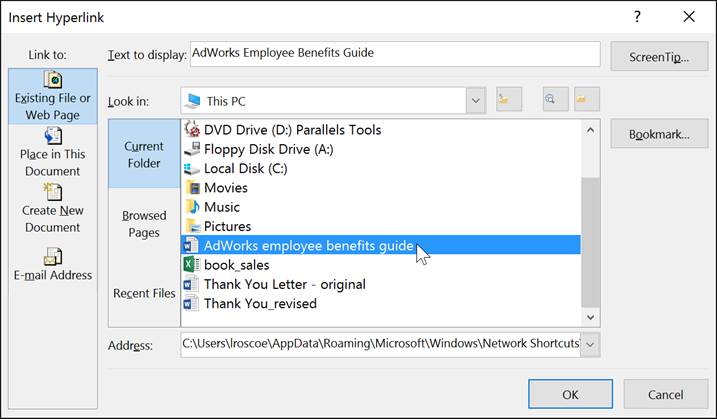 Insert Hyperlink
? ×
Link to:
Text to display: AdWorks Employee Benefits Guide
ScreenTip...
Existing File or
Web Page
Place in This
Document
Create New
Document
E-mail Address
Look in: This PC
Bookmark...
Current
Folder
Browsed
Pages
Recent Files
DVD Drive (D:) Parallels Tools
Floppy Disk Drive (A:)
Local Disk (C:)
Movies
Music
Pictures
AdWorks employee benefits guide
book_sales
Thank You Letter - original
Thank You_revised
Address: C:\Users\lroscoe\AppData\Roaming\Microsoft\Windows\Network Shortcuts
OK
Cancel